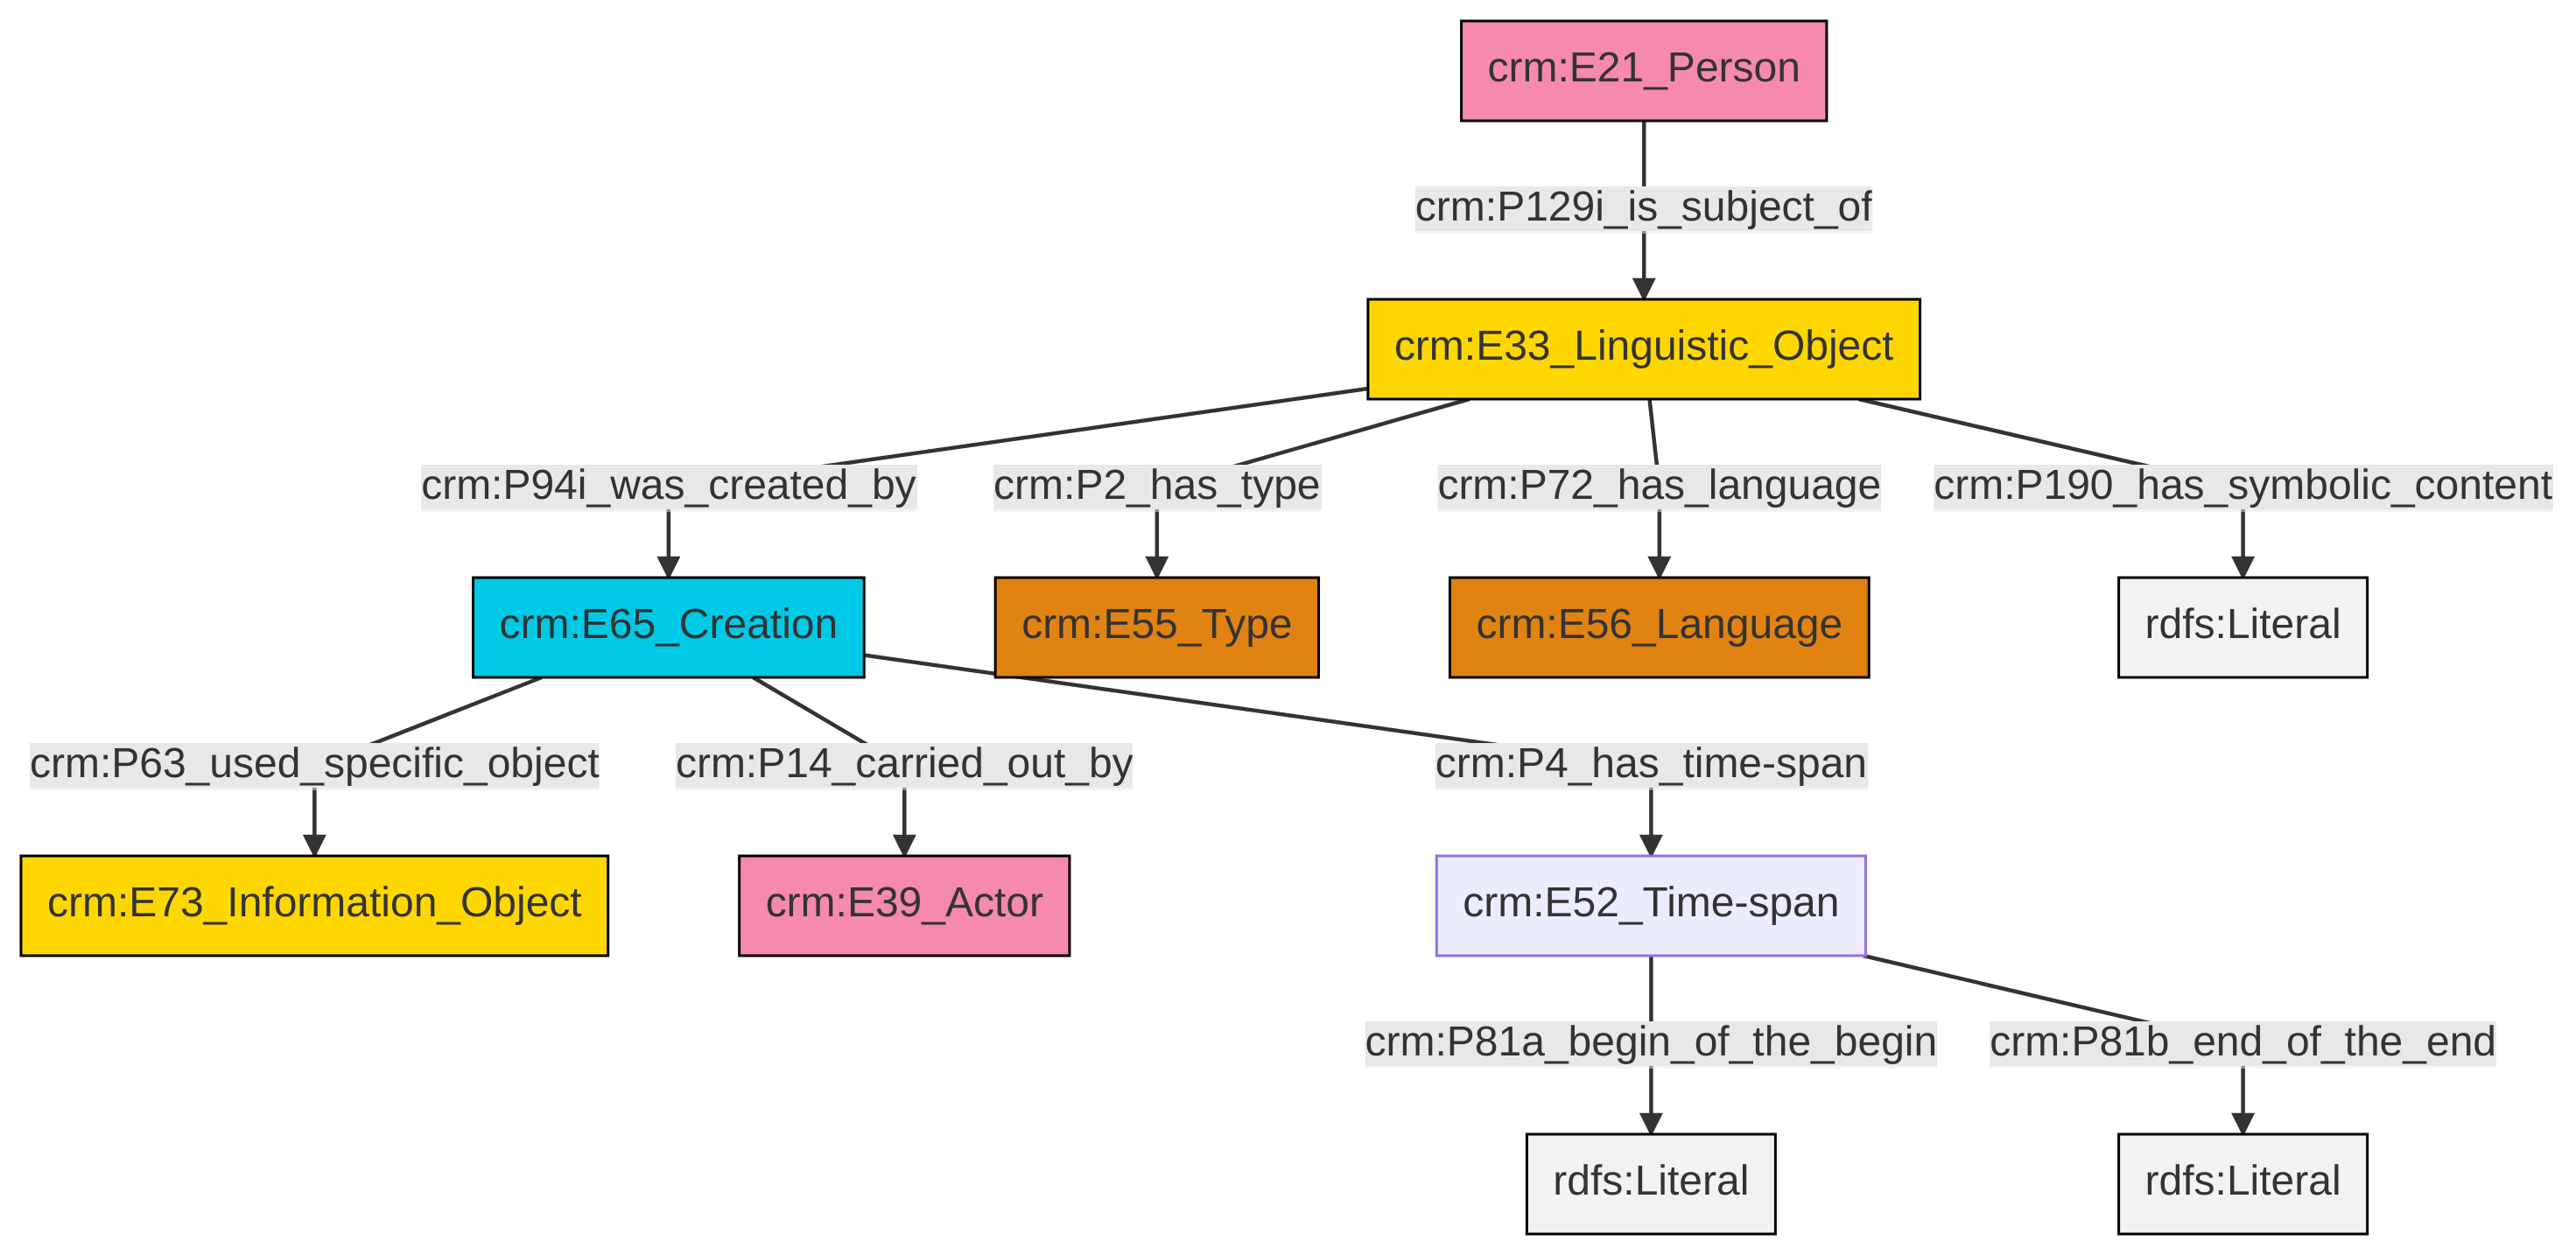 crm:E21_Person
crm:P129i_is_subject_of
crm:E33_Linguistic_Object
crm:P94i_was_created_by
crm:P2_has_type
crm:P72_has_language
crm:P190_has_symbolic_content
crm:E65_Creation
crm:E55_Type
crm:E56_Language
rdfs:Literal
crm:P63_used_specific_object
crm:P14_carried_out_by
crm:P4_has_time-span
crm:E73_Information_Object
crm:E39_Actor
crm:E52_Time-span
crm:P81a_begin_of_the_begin
crm:P81b_end_of_the_end
rdfs:Literal
rdfs:Literal